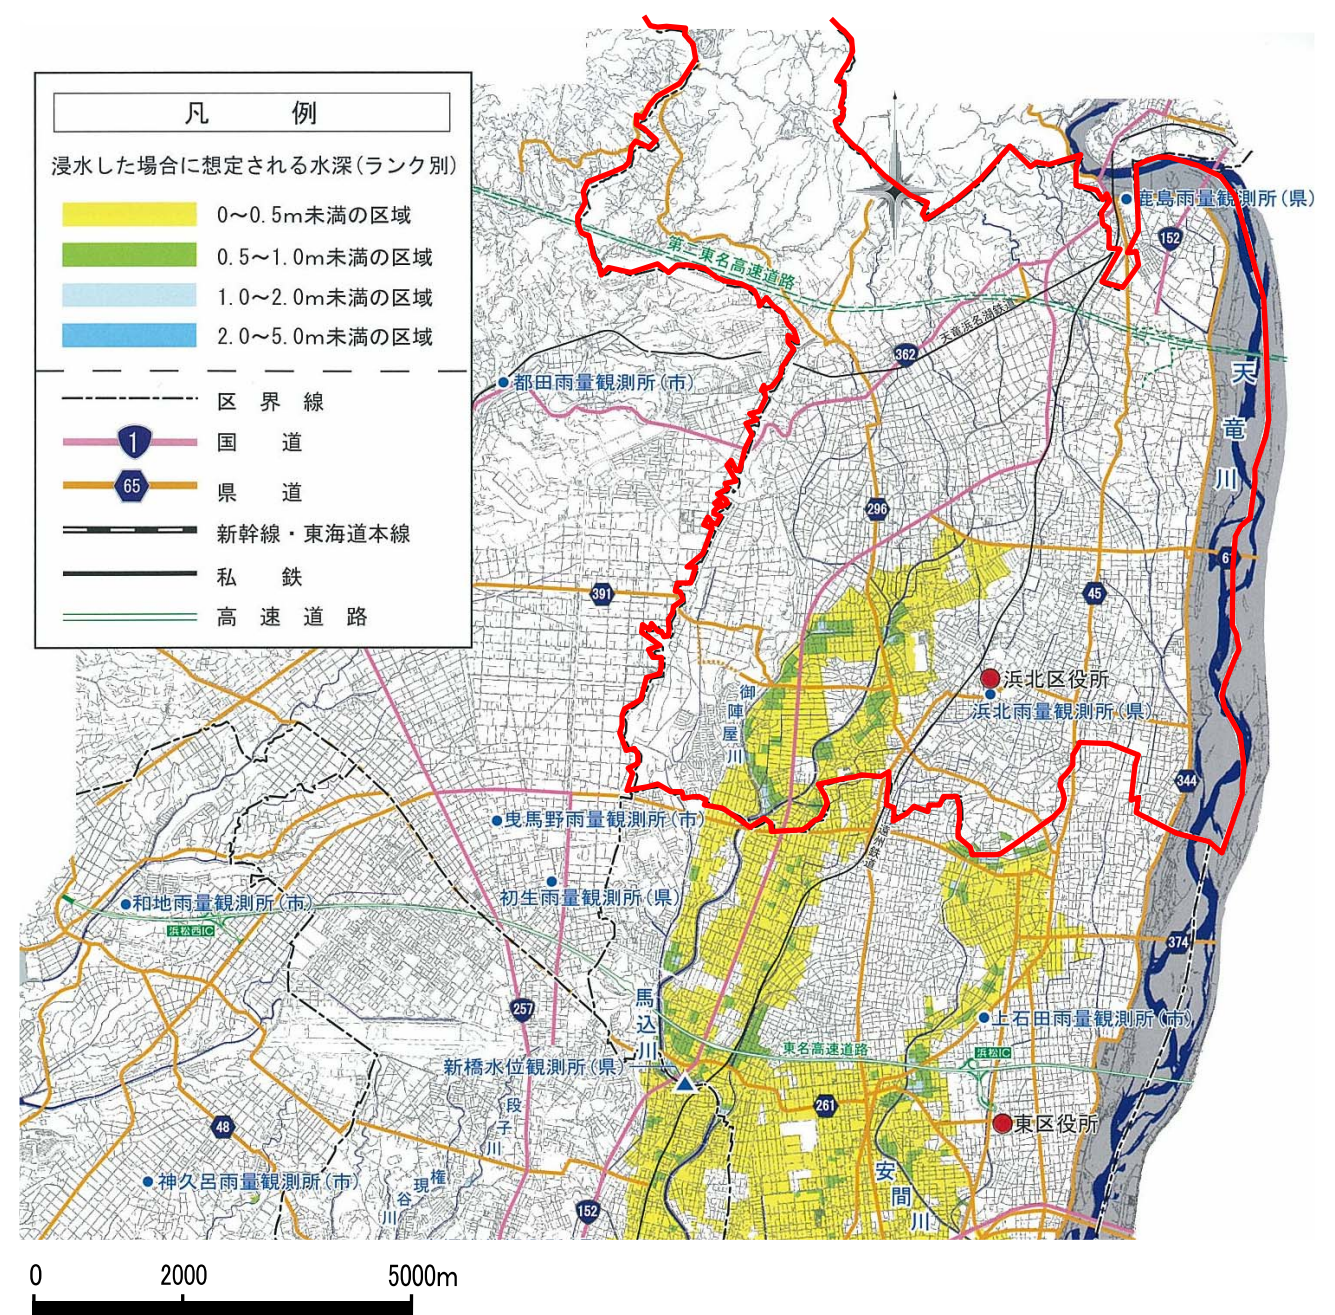 凡　例
浸水した場合に想定される水深(ランク別)
0～0.5m未満の区域
0.5～1.0m未満の区域
1.0～2.0m未満の区域
2.0～5.0m未満の区域
区界線
1 国道
65 県道
新幹線・東海道本線
私鉄
高速道路
鹿島雨量観測所(県)
152
第二東名高速道路
天竜浜名湖鉄道
362
都田雨量観測所(市)
天竜川
296
391
61
45
浜北区役所
浜北雨量観測所(県)
御陣屋川
344
曳馬野雨量観測所(市)
初生雨量観測所(県)
和地雨量観測所(市)
浜松西IC
374
257
馬込川
上石田雨量観測所(市)
東名高速道路
浜松IC
新橋水位観測所(県)
段子川
261
東区役所
48
神久呂雨量観測所(市)
権現谷川
安間川
152
0 2000 5000m